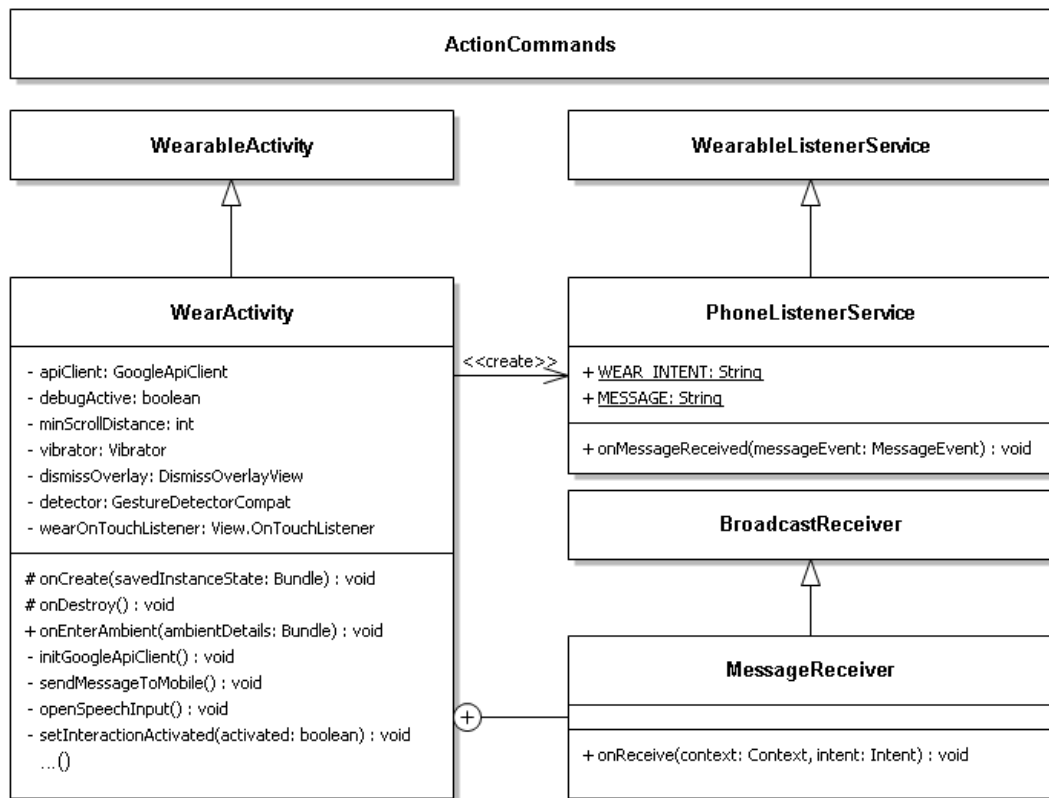 ActionCommands
WearableActivity
WearableListenerService
WearActivity
- apiClient: GoogleApiClient
- debugActive: boolean
- minScrollDistance: int
- vibrator: Vibrator
- dismissOverlay: DismissOverlayView
- detector: GestureDetectorCompat
- wearOnTouchListener: View.OnTouchListener
# onCreate(savedInstanceState: Bundle) : void
# onDestroy() : void
+ onEnterAmbient(ambientDetails: Bundle) : void
- initGoogleApiClient() : void
- sendMessageToMobile() : void
- openSpeechInput() : void
- setInteractionActivated(activated: boolean) : void
...()
<<create>>
PhoneListenerService
+ WEAR_INTENT: String
+ MESSAGE: String
+ onMessageReceived(messageEvent: MessageEvent) : void
BroadcastReceiver
MessageReceiver
+ onReceive(context: Context, intent: Intent) : void